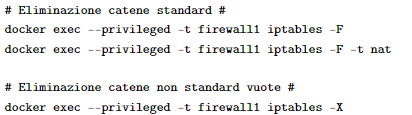 # Eliminazione catene standard #
docker exec --privileged -t firewall1 iptables -F
docker exec --privileged -t firewall1 iptables -F -t nat

# Eliminazione catene non standard vuote #
docker exec --privileged -t firewall1 iptables -X